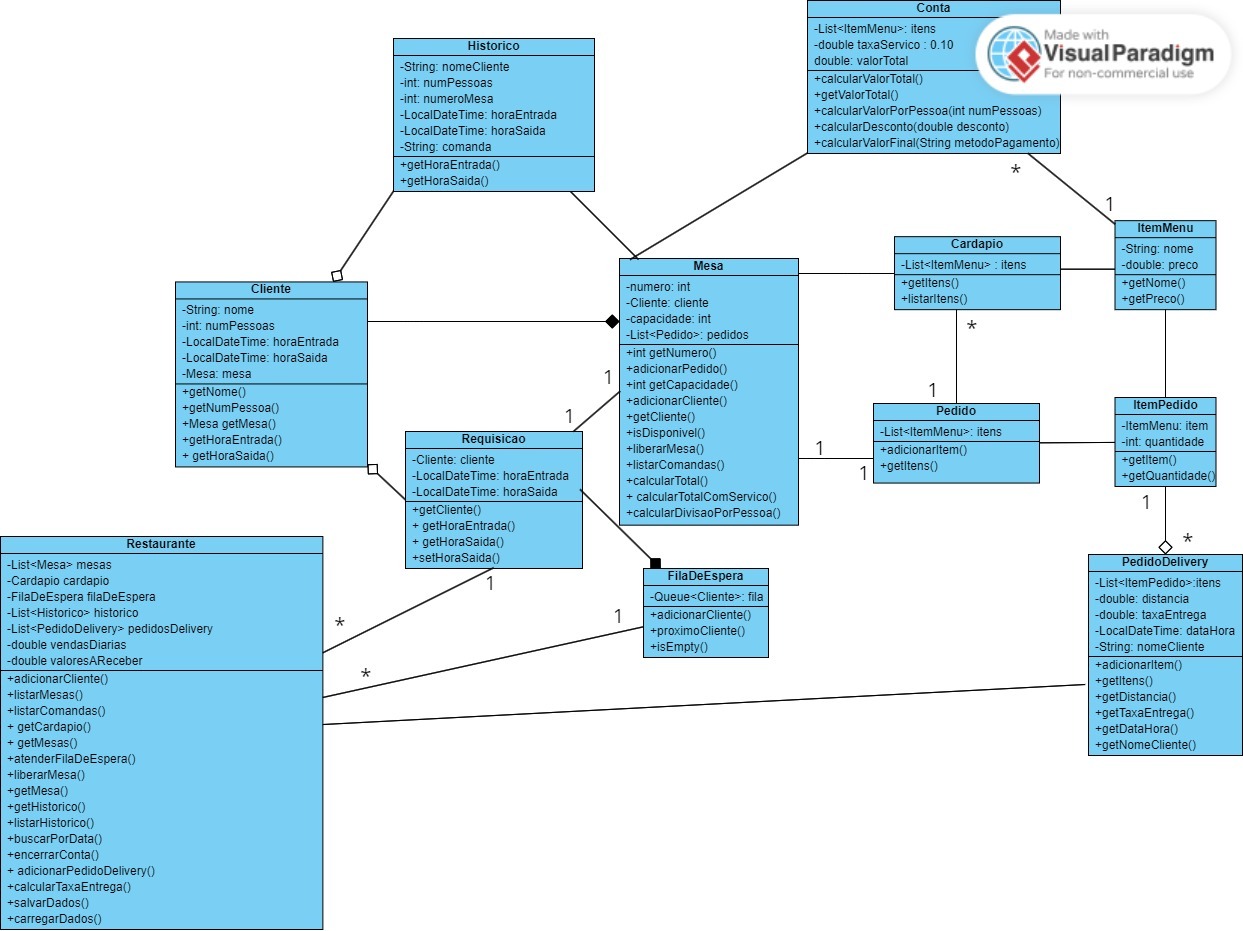 Conta
-List<ItemMenu>: itens
-double taxaServico : 0.10
double: valorTotal
+calcularValorTotal()
+getValorTotal()
+calcularValorPorPessoa(int numPessoas)
+calcularDesconto(double desconto)
+calcularValorFinal(String metodoPagamento)
Made with
Visual Paradigm
For non-commercial use
Historico
-String: nomeCliente
-int: numPessoas
-int: numeroMesa
-LocalDateTime: horaEntrada
-LocalDateTime: horaSaida
-String: comanda
+getHoraEntrada()
+getHoraSaida()
*
1
ItemMenu
-String: nome
-double: preco
+getNome()
+getPreco()
Cardapio
-List<ItemMenu> : itens
+getItens()
+listarItens()
*
1
Mesa
-numero: int
-Cliente: cliente
-capacidade: int
-List<Pedido>: pedidos
+int getNumero()
+adicionarPedido()
+int getCapacidade()
+adicionarCliente()
+getCliente()
+isDisponivel()
+liberarMesa()
+listarComandas()
+calcularTotal()
+ calcularTotalComServico()
+calcularDivisaoPorPessoa()
Cliente
-String: nome
-int: numPessoas
-LocalDateTime: horaEntrada
-LocalDateTime: horaSaida
-Mesa: mesa
+getNome()
+getNumPessoa()
+Mesa getMesa()
+getHoraEntrada()
+ getHoraSaida()
1
1
Requisicao
-Cliente: cliente
-LocalDateTime: horaEntrada
-LocalDateTime: horaSaida
+getCliente()
+ getHoraEntrada()
+ getHoraSaida()
+setHoraSaida()
1
1
1
Pedido
-List<ItemMenu>: itens
+adicionarItem()
+getItens()
ItemPedido
-ItemMenu: item
-int: quantidade
+getItem()
+getQuantidade()
1
*
Restaurante
-List<Mesa> mesas
-Cardapio cardapio
-FilaDeEspera filaDeEspera
-List<Historico> historico
-List<PedidoDelivery> pedidosDelivery
-double vendasDiarias
-double valoresAReceber
+adicionarCliente()
+listarMesas()
+listarComandas()
+ getCardapio()
+ getMesas()
+atenderFilaDeEspera()
+liberarMesa()
+getMesa()
+getHistorico()
+listarHistorico()
+buscarPorData()
+encerrarConta()
+ adicionarPedidoDelivery()
+calcularTaxaEntrega()
+salvarDados()
+carregarDados()
*
*
1
FilaDeEspera
-Queue<Cliente>: fila
+adicionarCliente()
+proximoCliente()
+isEmpty()
PedidoDelivery
-List<ItemPedido>:itens
-double: distancia
-double: taxaEntrega
-LocalDateTime: dataHora
-String: nomeCliente
+adicionarItem()
+getItens()
+getDistancia()
+getTaxaEntrega()
+getDataHora()
+getNomeCliente()